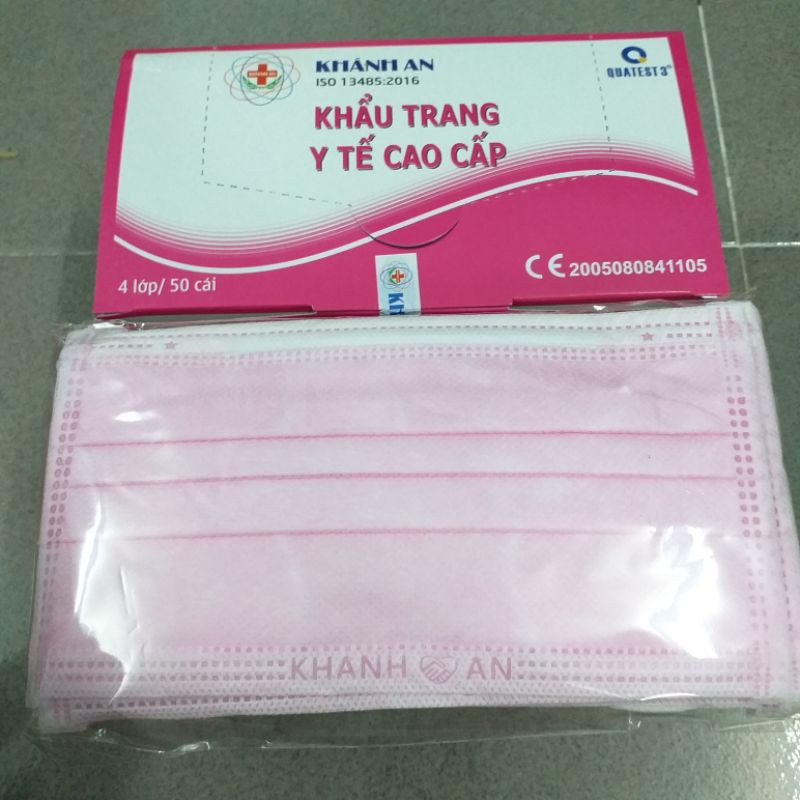 KHÁNH AN
ISO 13485:2016
QUATEST 3®
KHẨU TRANG
Y TẾ CAO CẤP
4 lớp/ 50 cái
CE 2005080841105
Kh
KHANH AN